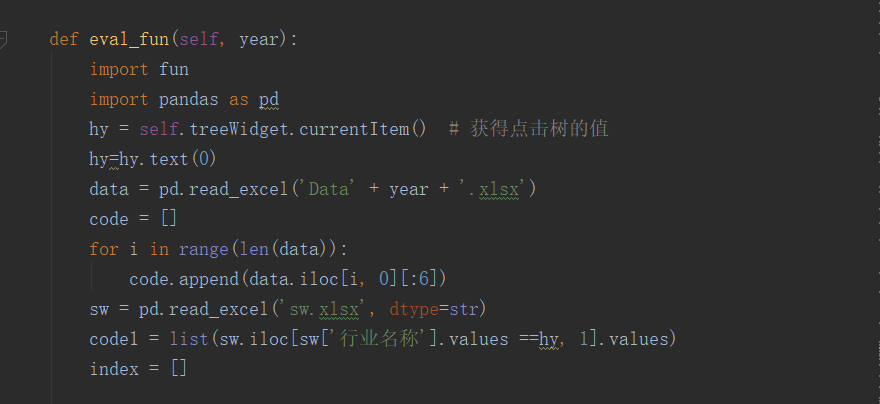 def eval_fun(self, year):
    import fun
    import pandas as pd
    hy = self.treeWidget.currentItem()  # 获得点击树的值
    hy=hy.text(0)
    data = pd.read_excel('Data' + year + '.xlsx')
    code = []
    for i in range(len(data)):
        code.append(data.iloc[i, 0][:6])
    sw = pd.read_excel('sw.xlsx', dtype=str)
    codel = list(sw.iloc[sw['行业名称'].values ==hy, 1].values)
    index = []